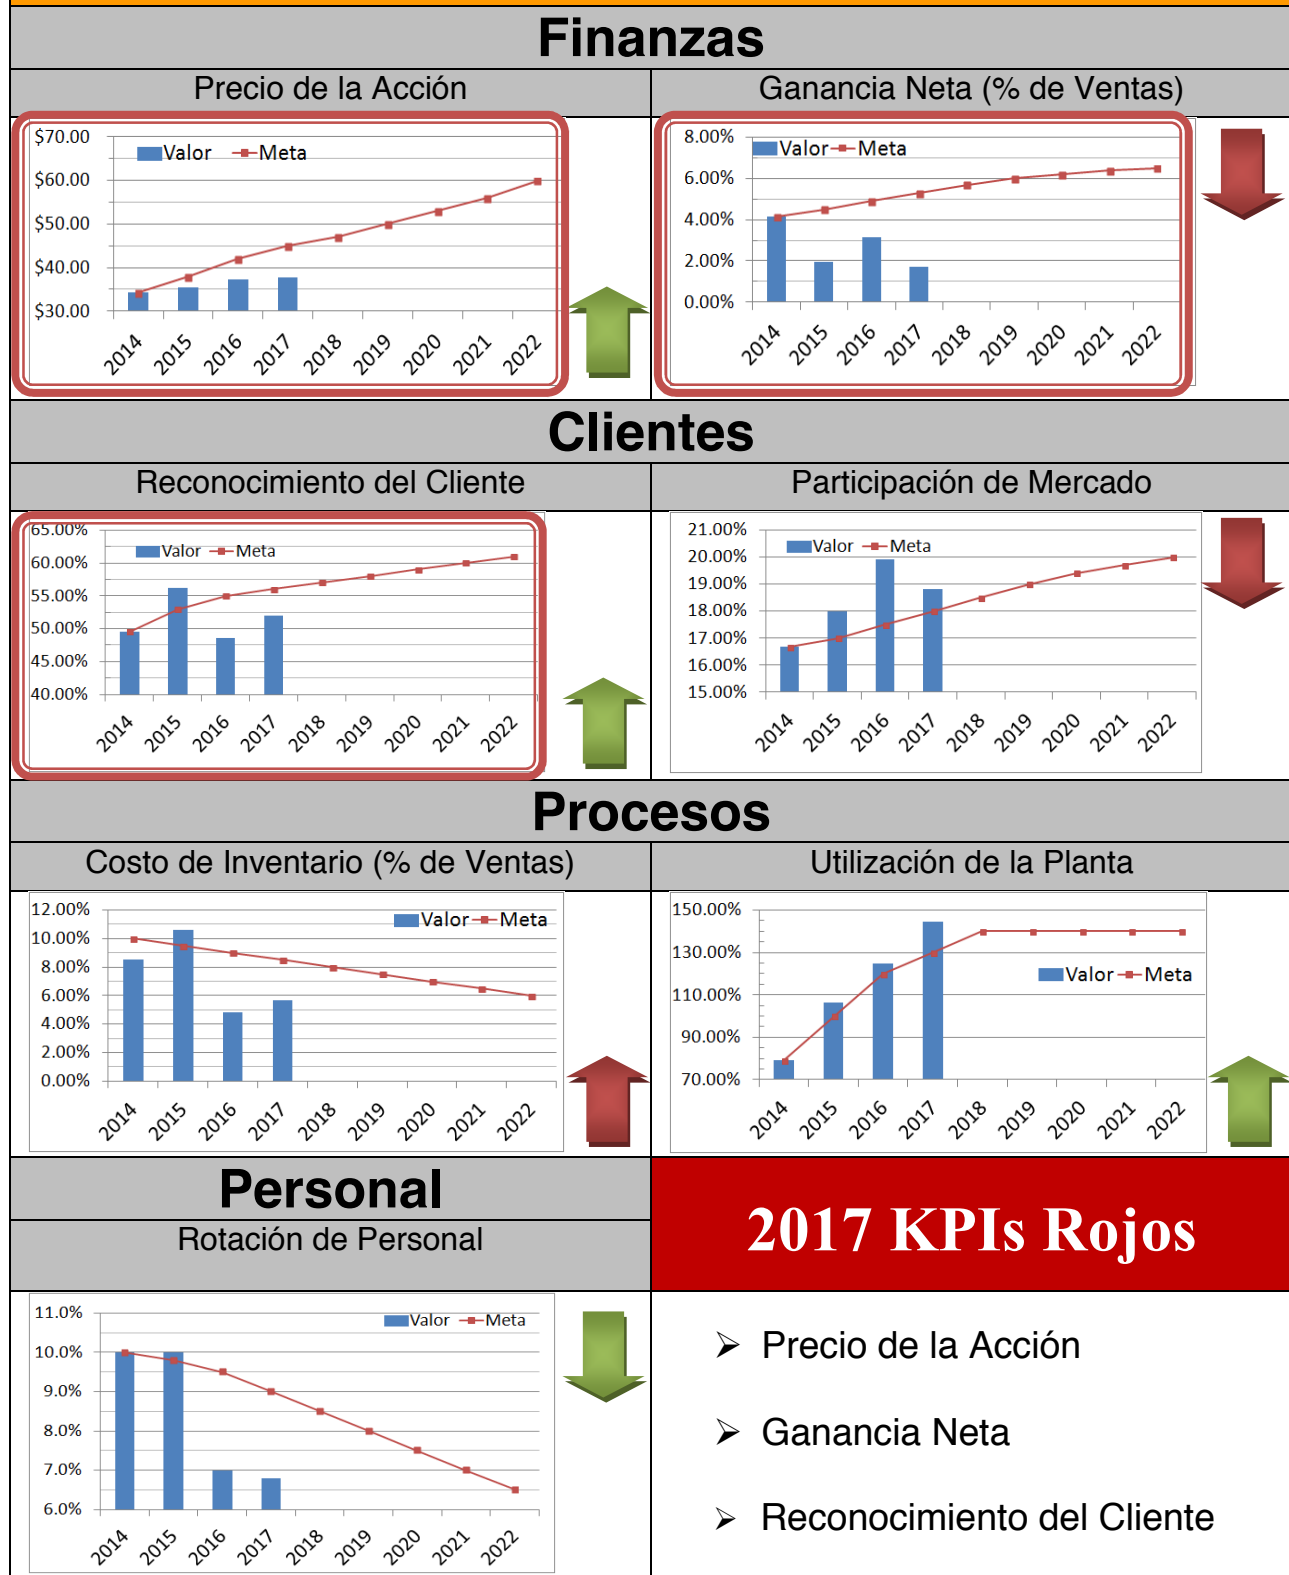 Finanzas
Precio de la Acción
Ganancia Neta (% de Ventas)
$70.00
$60.00
$50.00
$40.00
$30.00
Valor Meta
2014 2015 2016 2017 2018 2019 2020 2021 2022
8.00%
6.00%
4.00%
2.00%
0.00%
Valor Meta
2014 2015 2016 2017 2018 2019 2020 2021 2022
Clientes
Reconocimiento del Cliente
Participación de Mercado
65.00%
60.00%
55.00%
50.00%
45.00%
40.00%
Valor Meta
2014 2015 2016 2017 2018 2019 2020 2021 2022
21.00%
20.00%
19.00%
18.00%
17.00%
16.00%
15.00%
Valor Meta
2014 2015 2016 2017 2018 2019 2020 2021 2022
Procesos
Costo de Inventario (% de Ventas)
Utilización de la Planta
12.00%
10.00%
8.00%
6.00%
4.00%
2.00%
0.00%
Valor Meta
2014 2015 2016 2017 2018 2019 2020 2021 2022
150.00%
130.00%
110.00%
90.00%
70.00%
Valor Meta
2014 2015 2016 2017 2018 2019 2020 2021 2022
Personal
Rotación de Personal
11.0%
10.0%
9.0%
8.0%
7.0%
6.0%
Valor Meta
2014 2015 2016 2017 2018 2019 2020 2021 2022
2017 KPIs Rojos
➢ Precio de la Acción
➢ Ganancia Neta
➢ Reconocimiento del Cliente